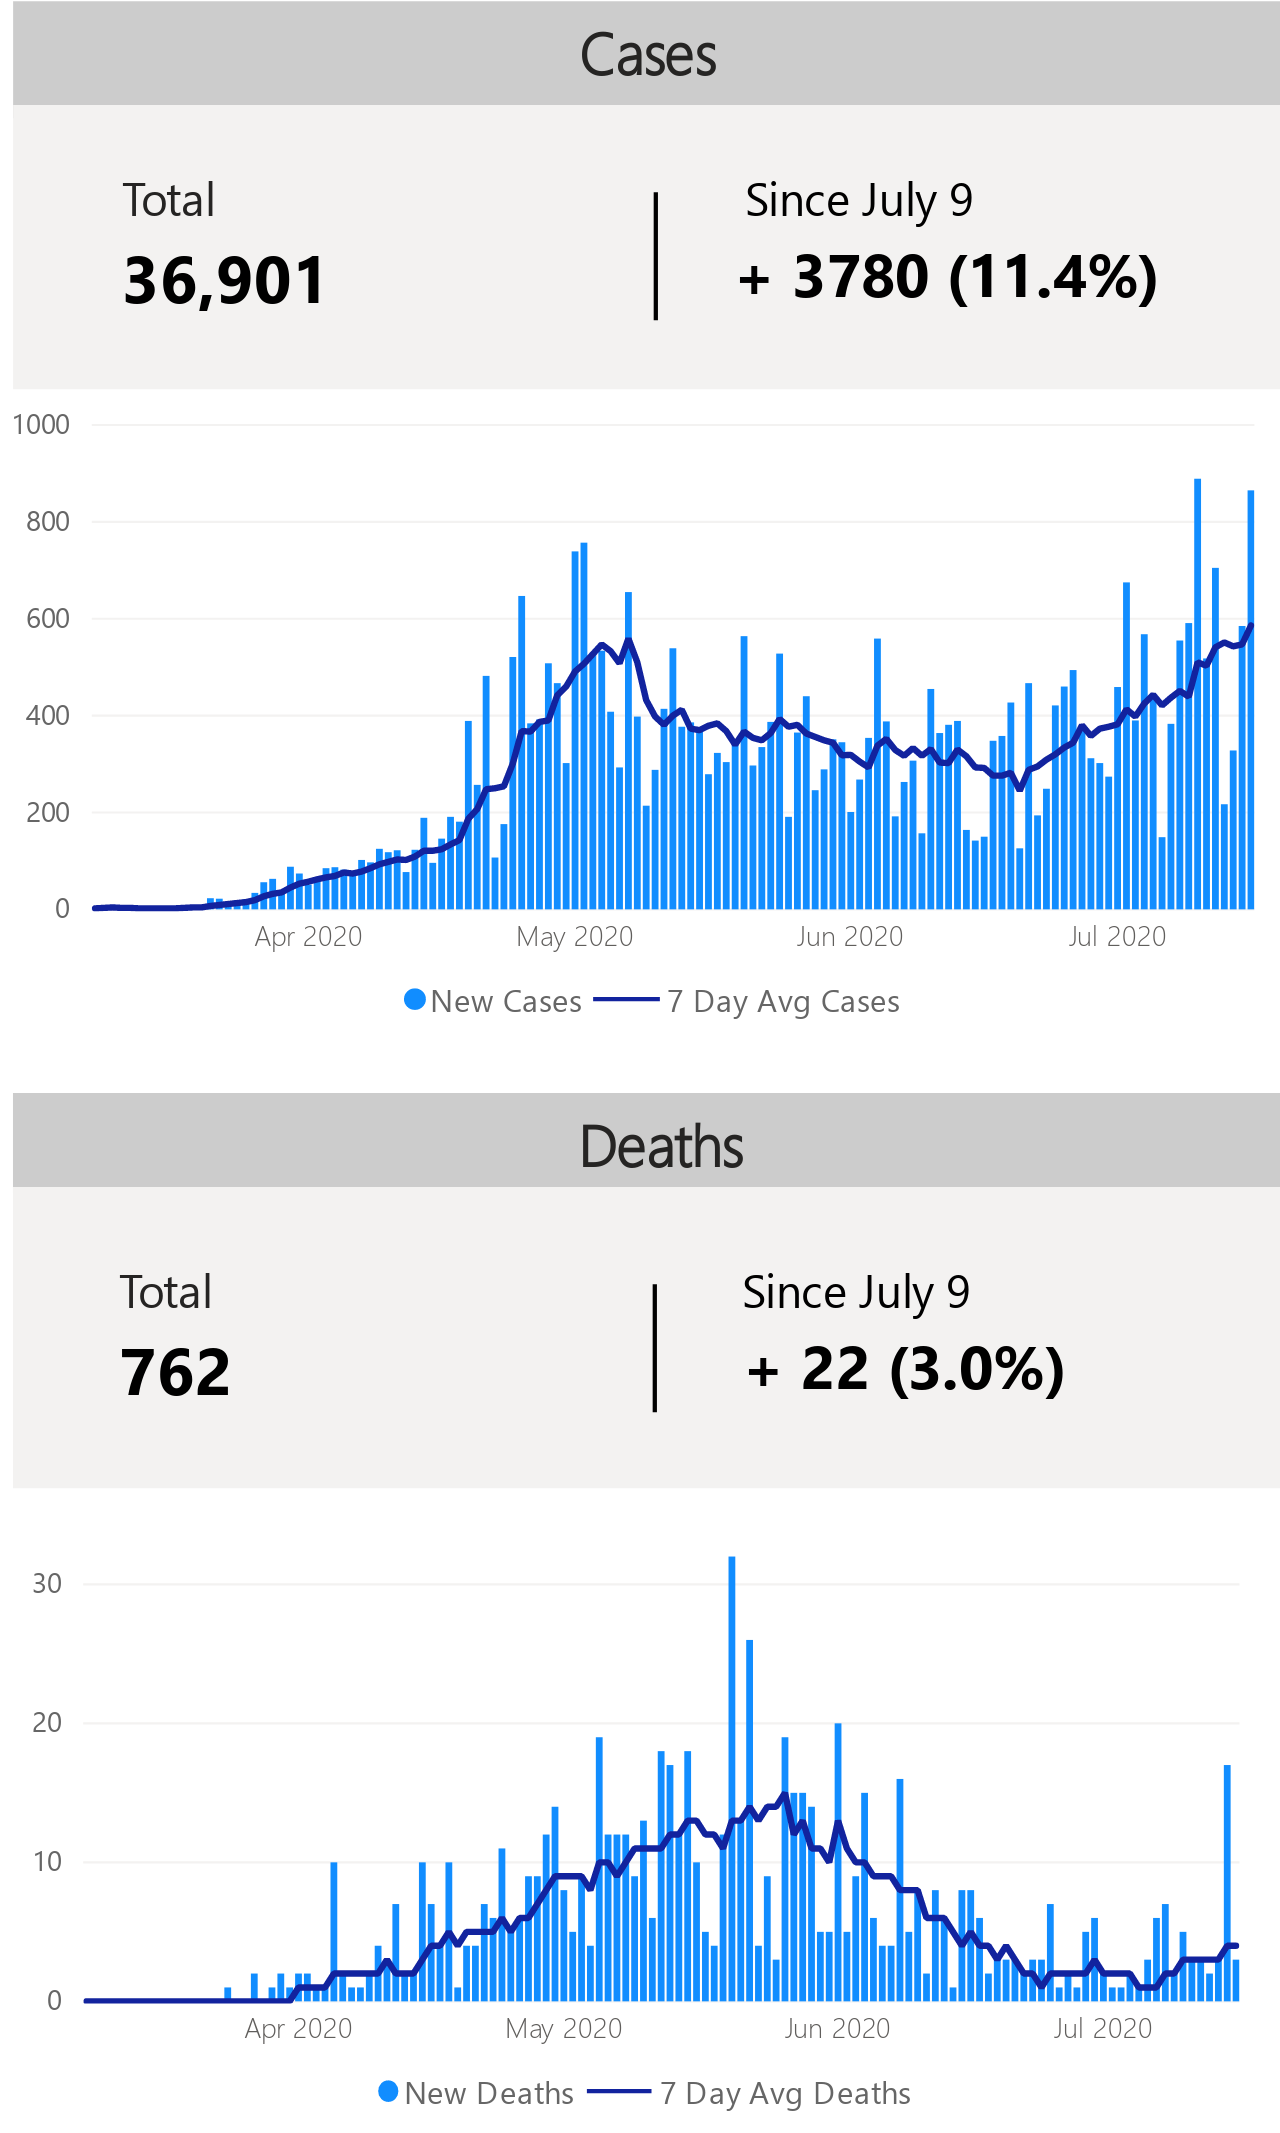 Cases
Total
Since July 9
36,901
+ 3780 (11.4%)
1000
800
600
400
200
0
Apr 2020
May 2020
Jun 2020
Jul 2020
New Cases
7 Day Avg Cases
Deaths
Total
Since July 9
762
+ 22 (3.0%)
30
20
10
0
Apr 2020
May 2020
Jun 2020
Jul 2020
New Deaths
7 Day Avg Deaths